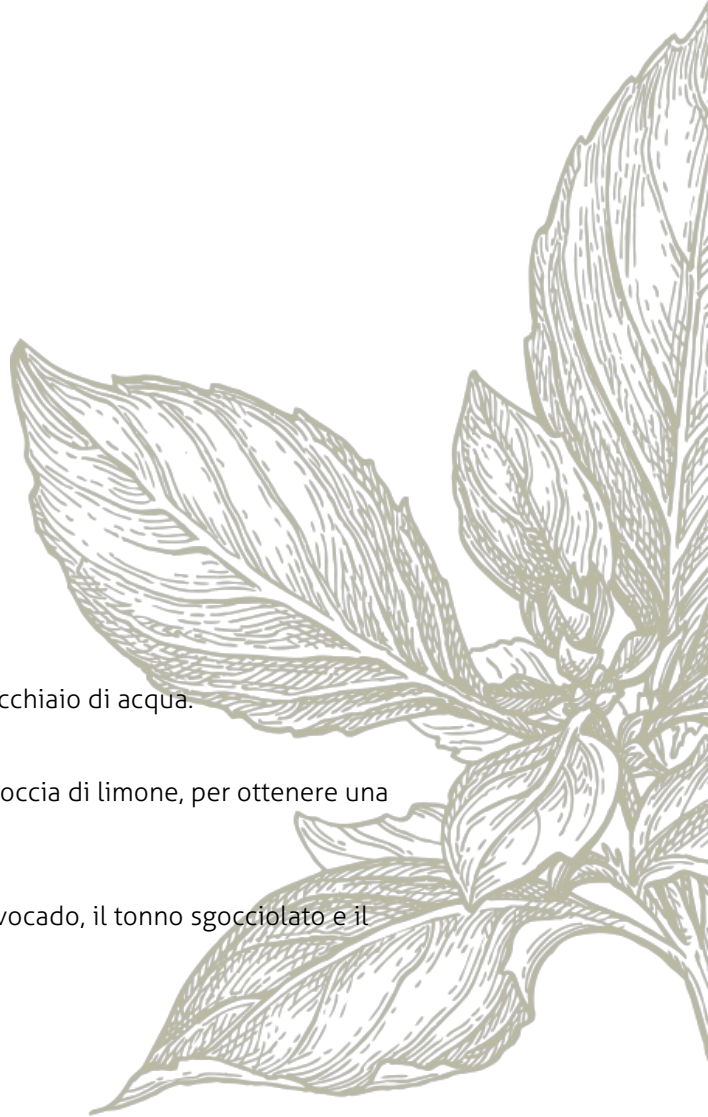 cchiaio di acqua.
occia di limone, per ottenere una
vocado, il tonno sgocciolato e il